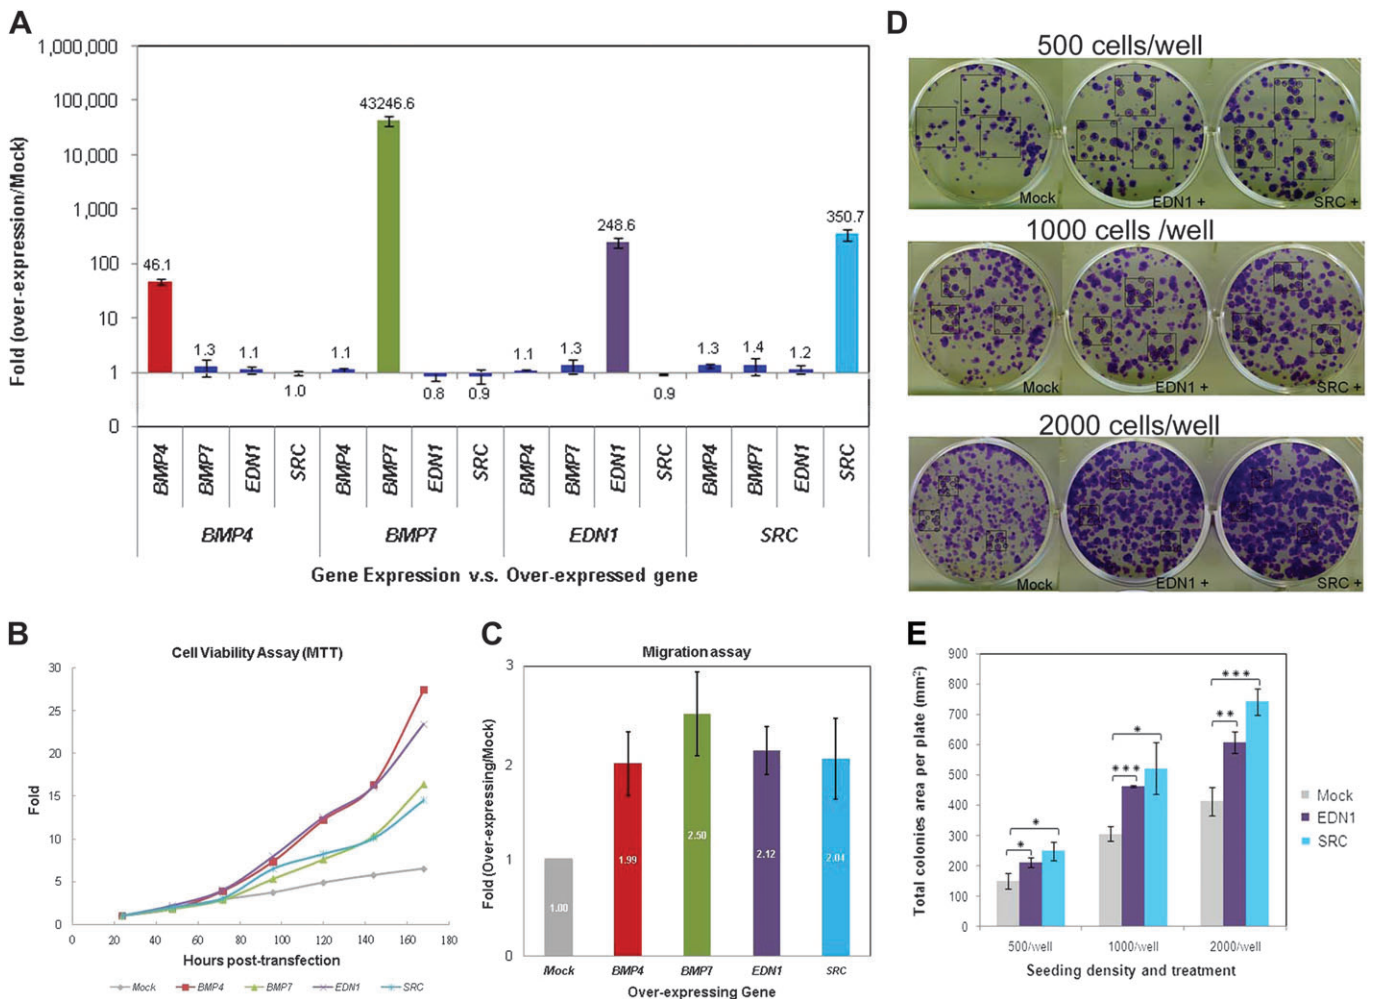 A
1,000,000
100,000
10,000
1,000
100
10
1
0
Fold (over-expression/Mock)
46.1
1.3
1.1
1.0
1.1
43246.6
0.8
0.9
1.1
1.3
248.6
0.9
1.3
1.4
1.2
350.7
BMP4 BMP7 EDN1 SRC BMP4 BMP7 EDN1 SRC BMP4 BMP7 EDN1 SRC BMP4 BMP7 EDN1 SRC
BMP4 BMP7 EDN1 SRC
Gene Expression v.s. Over-expressed gene
B
Cell Viability Assay (MTT)
30
25
20
15
10
5
0
Fold
0 20 40 60 80 100 120 140 160 180
Hours post-transfection
Mock BMP4 BMP7 EDN1 SRC
C
Migration assay
3
2
1
0
Fold (Over-expressing/Mock)
1.00
1.99
2.50
2.12
2.04
Mock BMP4 BMP7 EDN1 SRC
Over-expressing Gene
D
500 cells/well
Mock EDN1 + SRC +
1000 cells /well
Mock EDN1 + SRC +
2000 cells/well
Mock EDN1 + SRC +
E
900
800
700
600
500
400
300
200
100
0
Total colonies area per plate (mm²)
*
*
***
*
**
***
500/well 1000/well 2000/well
Seeding density and treatment
Mock
EDN1
SRC